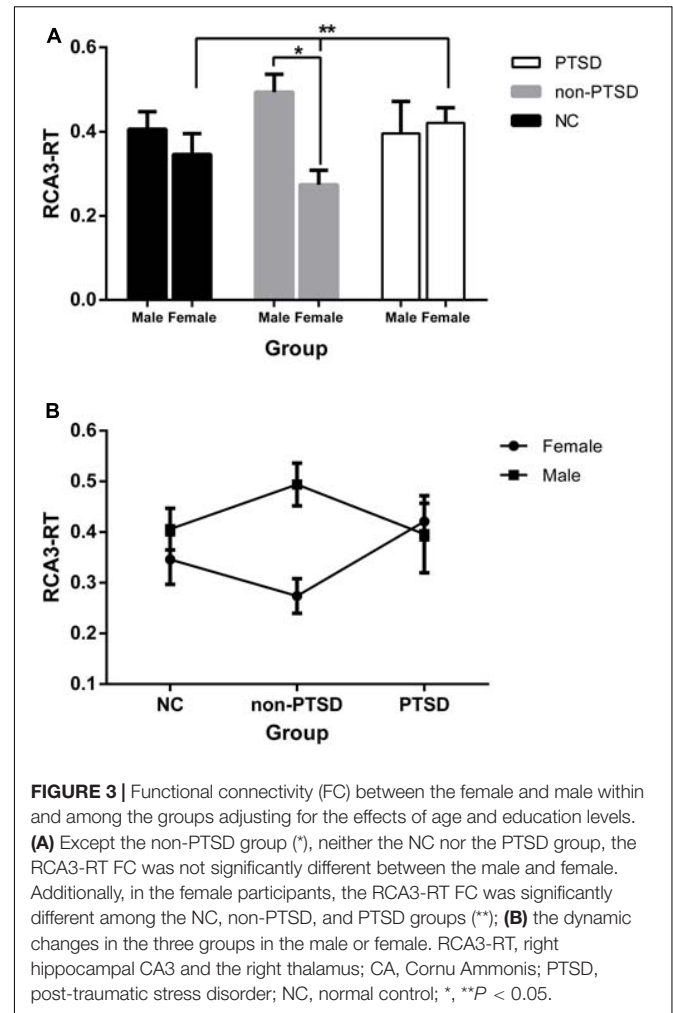 A
**
*
PTSD
non-PTSD
NC
RCA3-RT
0.6
0.4
0.2
0.0
Male Female
Male Female
Male Female
Group
B
Female
Male
RCA3-RT
0.6
0.5
0.4
0.3
0.2
0.1
NC
non-PTSD
PTSD
Group
FIGURE 3 | Functional connectivity (FC) between the female and male within
and among the groups adjusting for the effects of age and education levels.
(A) Except the non-PTSD group (*), neither the NC nor the PTSD group, the
RCA3-RT FC was not significantly different between the male and female.
Additionally, in the female participants, the RCA3-RT FC was significantly
different among the NC, non-PTSD, and PTSD groups (**); (B) the dynamic
changes in the three groups in the male or female. RCA3-RT, right
hippocampal CA3 and the right thalamus; CA, Cornu Ammonis; PTSD,
post-traumatic stress disorder; NC, normal control; *, **P < 0.05.